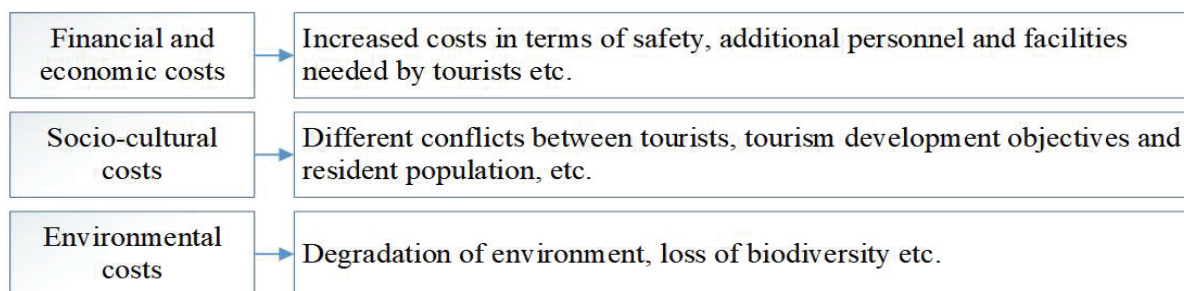 Financial and
economic costs
Increased costs in terms of safety, additional personnel and facilities
needed by tourists etc.
Socio-cultural
costs
Different conflicts between tourists, tourism development objectives and
resident population, etc.
Environmental
costs
Degradation of environment, loss of biodiversity etc.